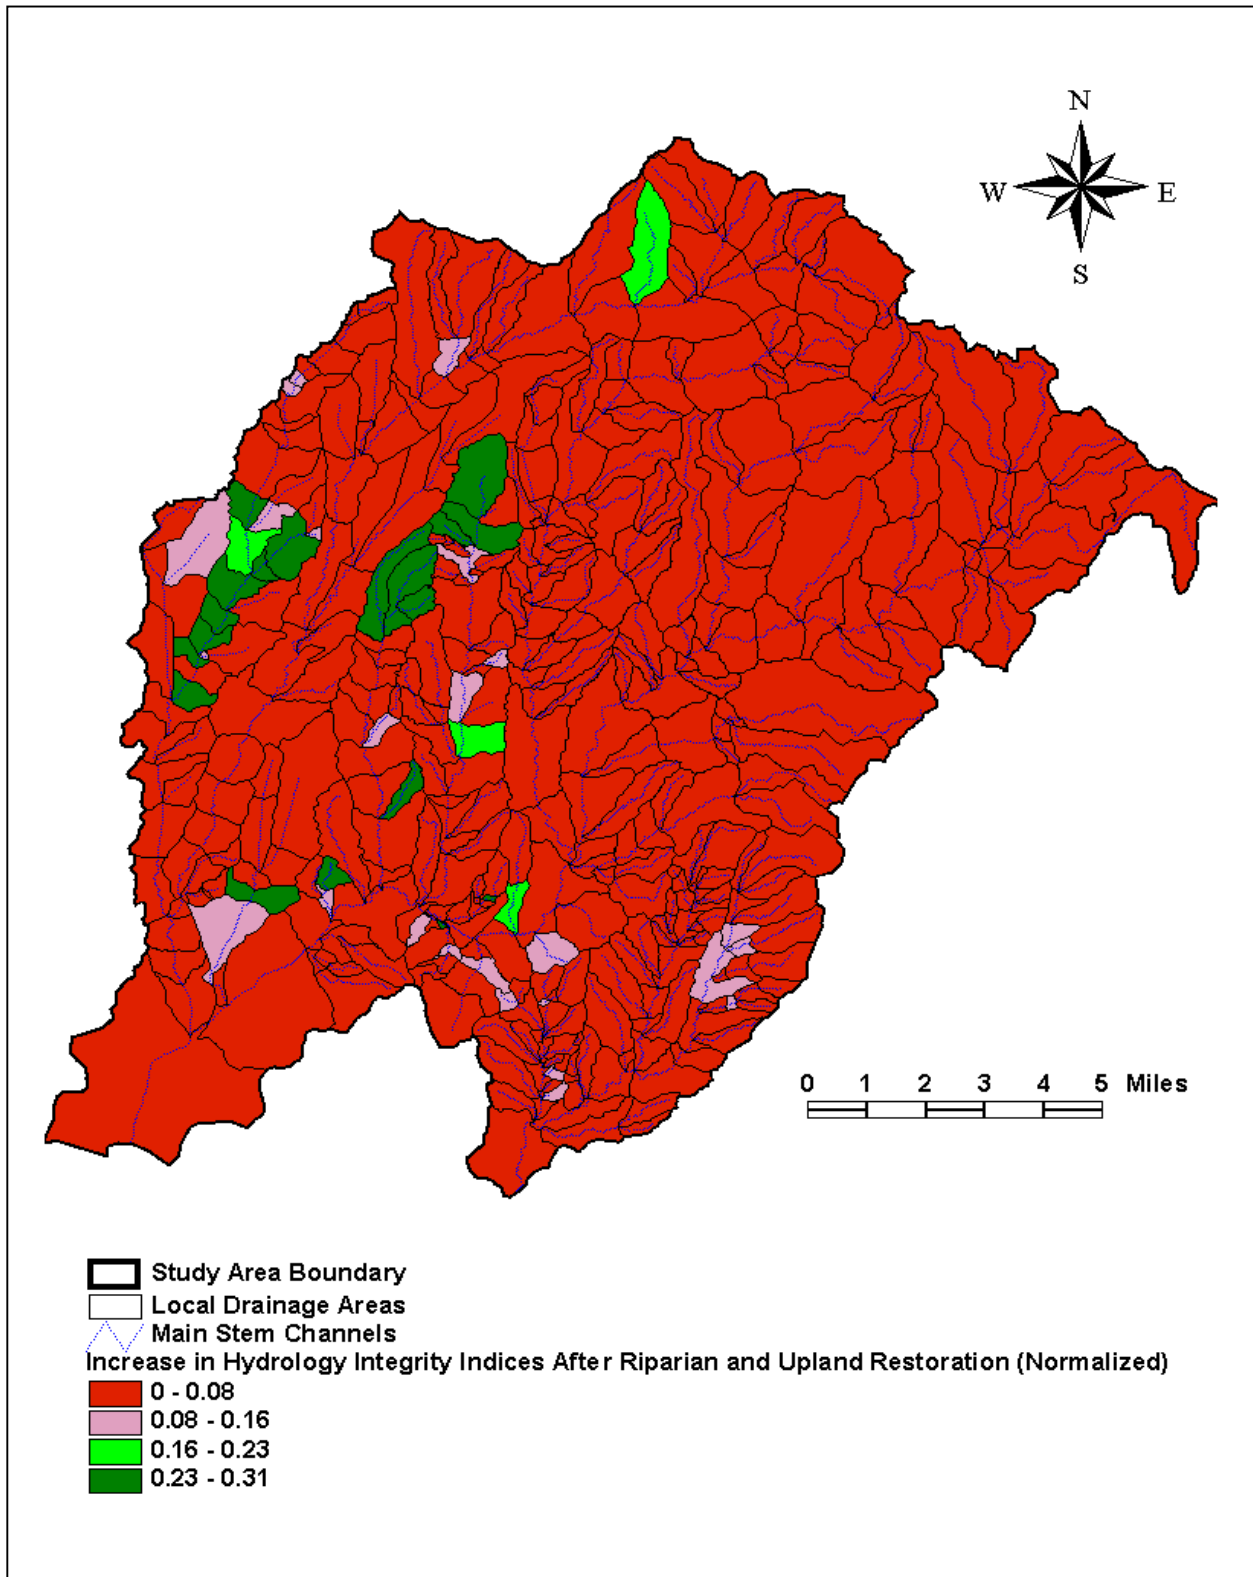 N
W E
S
0 1 2 3 4 5 Miles
Study Area Boundary
Local Drainage Areas
Main Stem Channels
Increase in Hydrology Integrity Indices After Riparian and Upland Restoration (Normalized)
0 - 0.08
0.08 - 0.16
0.16 - 0.23
0.23 - 0.31